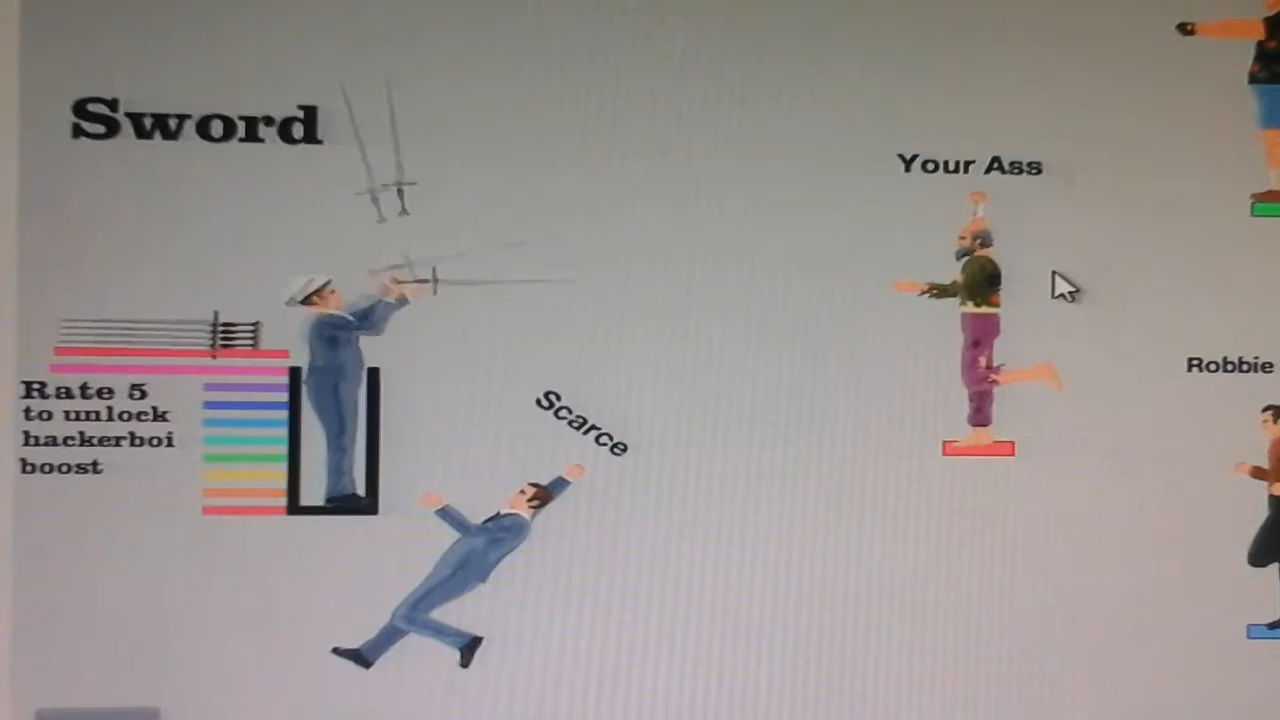 Sword
Your Ass
Rate 5
to unlock
hackerboi
boost
Scarce
Robbie